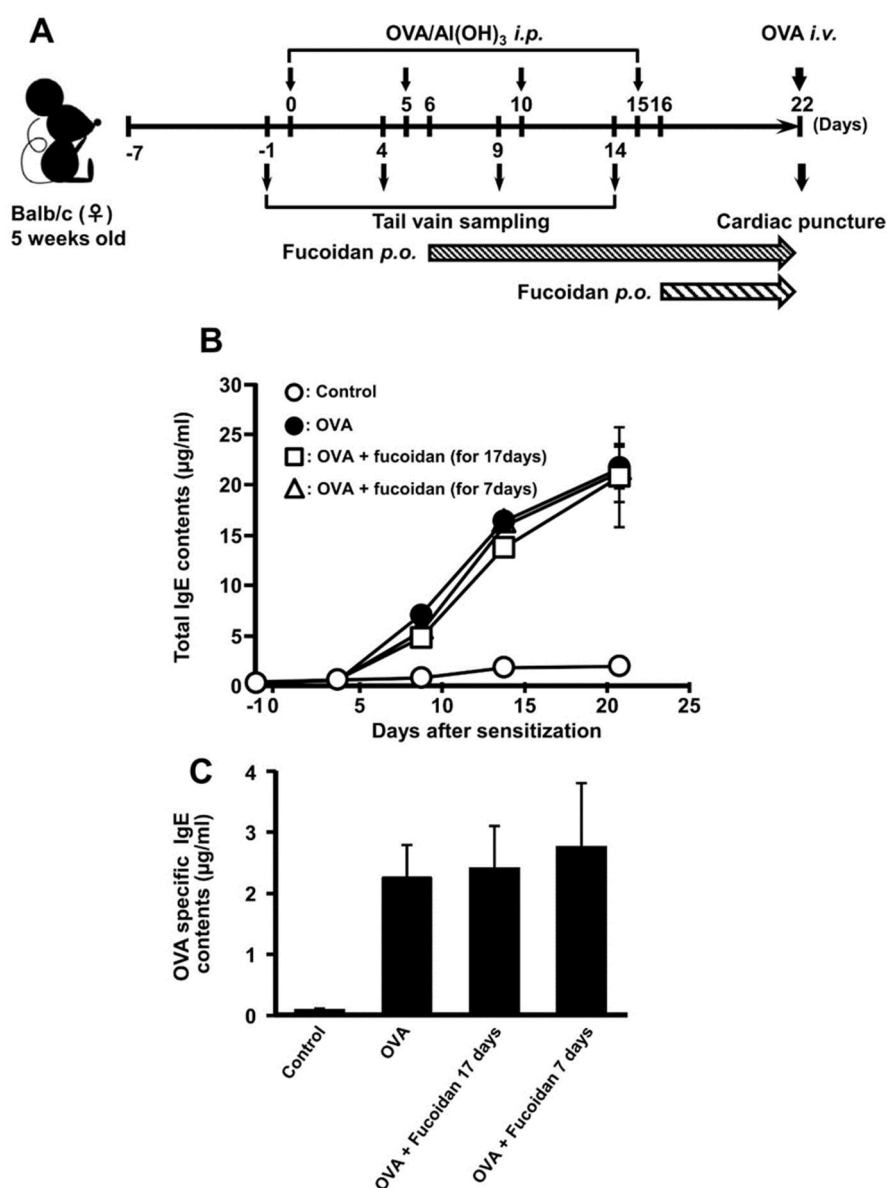 A
OVA/Al(OH)3 i.p.
OVA i.v.
0 5 6 10 15 16 22
(Days)
-7 -1 4 9 14
Balb/c (♀)
5 weeks old
Tail vain sampling
Cardiac puncture
Fucoidan p.o.
Fucoidan p.o.
B
Total IgE contents (μg/ml)
30
25
20
15
10
5
0
: Control
: OVA
: OVA + fucoidan (for 17days)
: OVA + fucoidan (for 7days)
-1 0 5 10 15 20 25
Days after sensitization
C
OVA specific IgE
contents (μg/ml)
4
3
2
1
0
Control
OVA
OVA + Fucoidan 17 days
OVA + Fucoidan 7 days